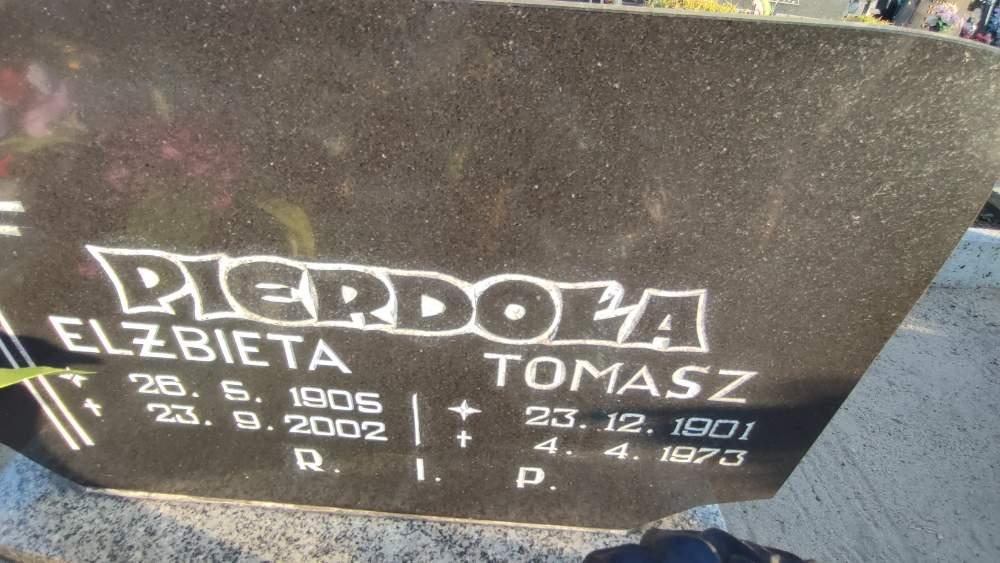 PIERDOŁA
ELŻBIETA
26. 5. 1905
23. 9. 2002
TOMASZ
23. 12. 1901
4. 4. 1973
R. I. P.